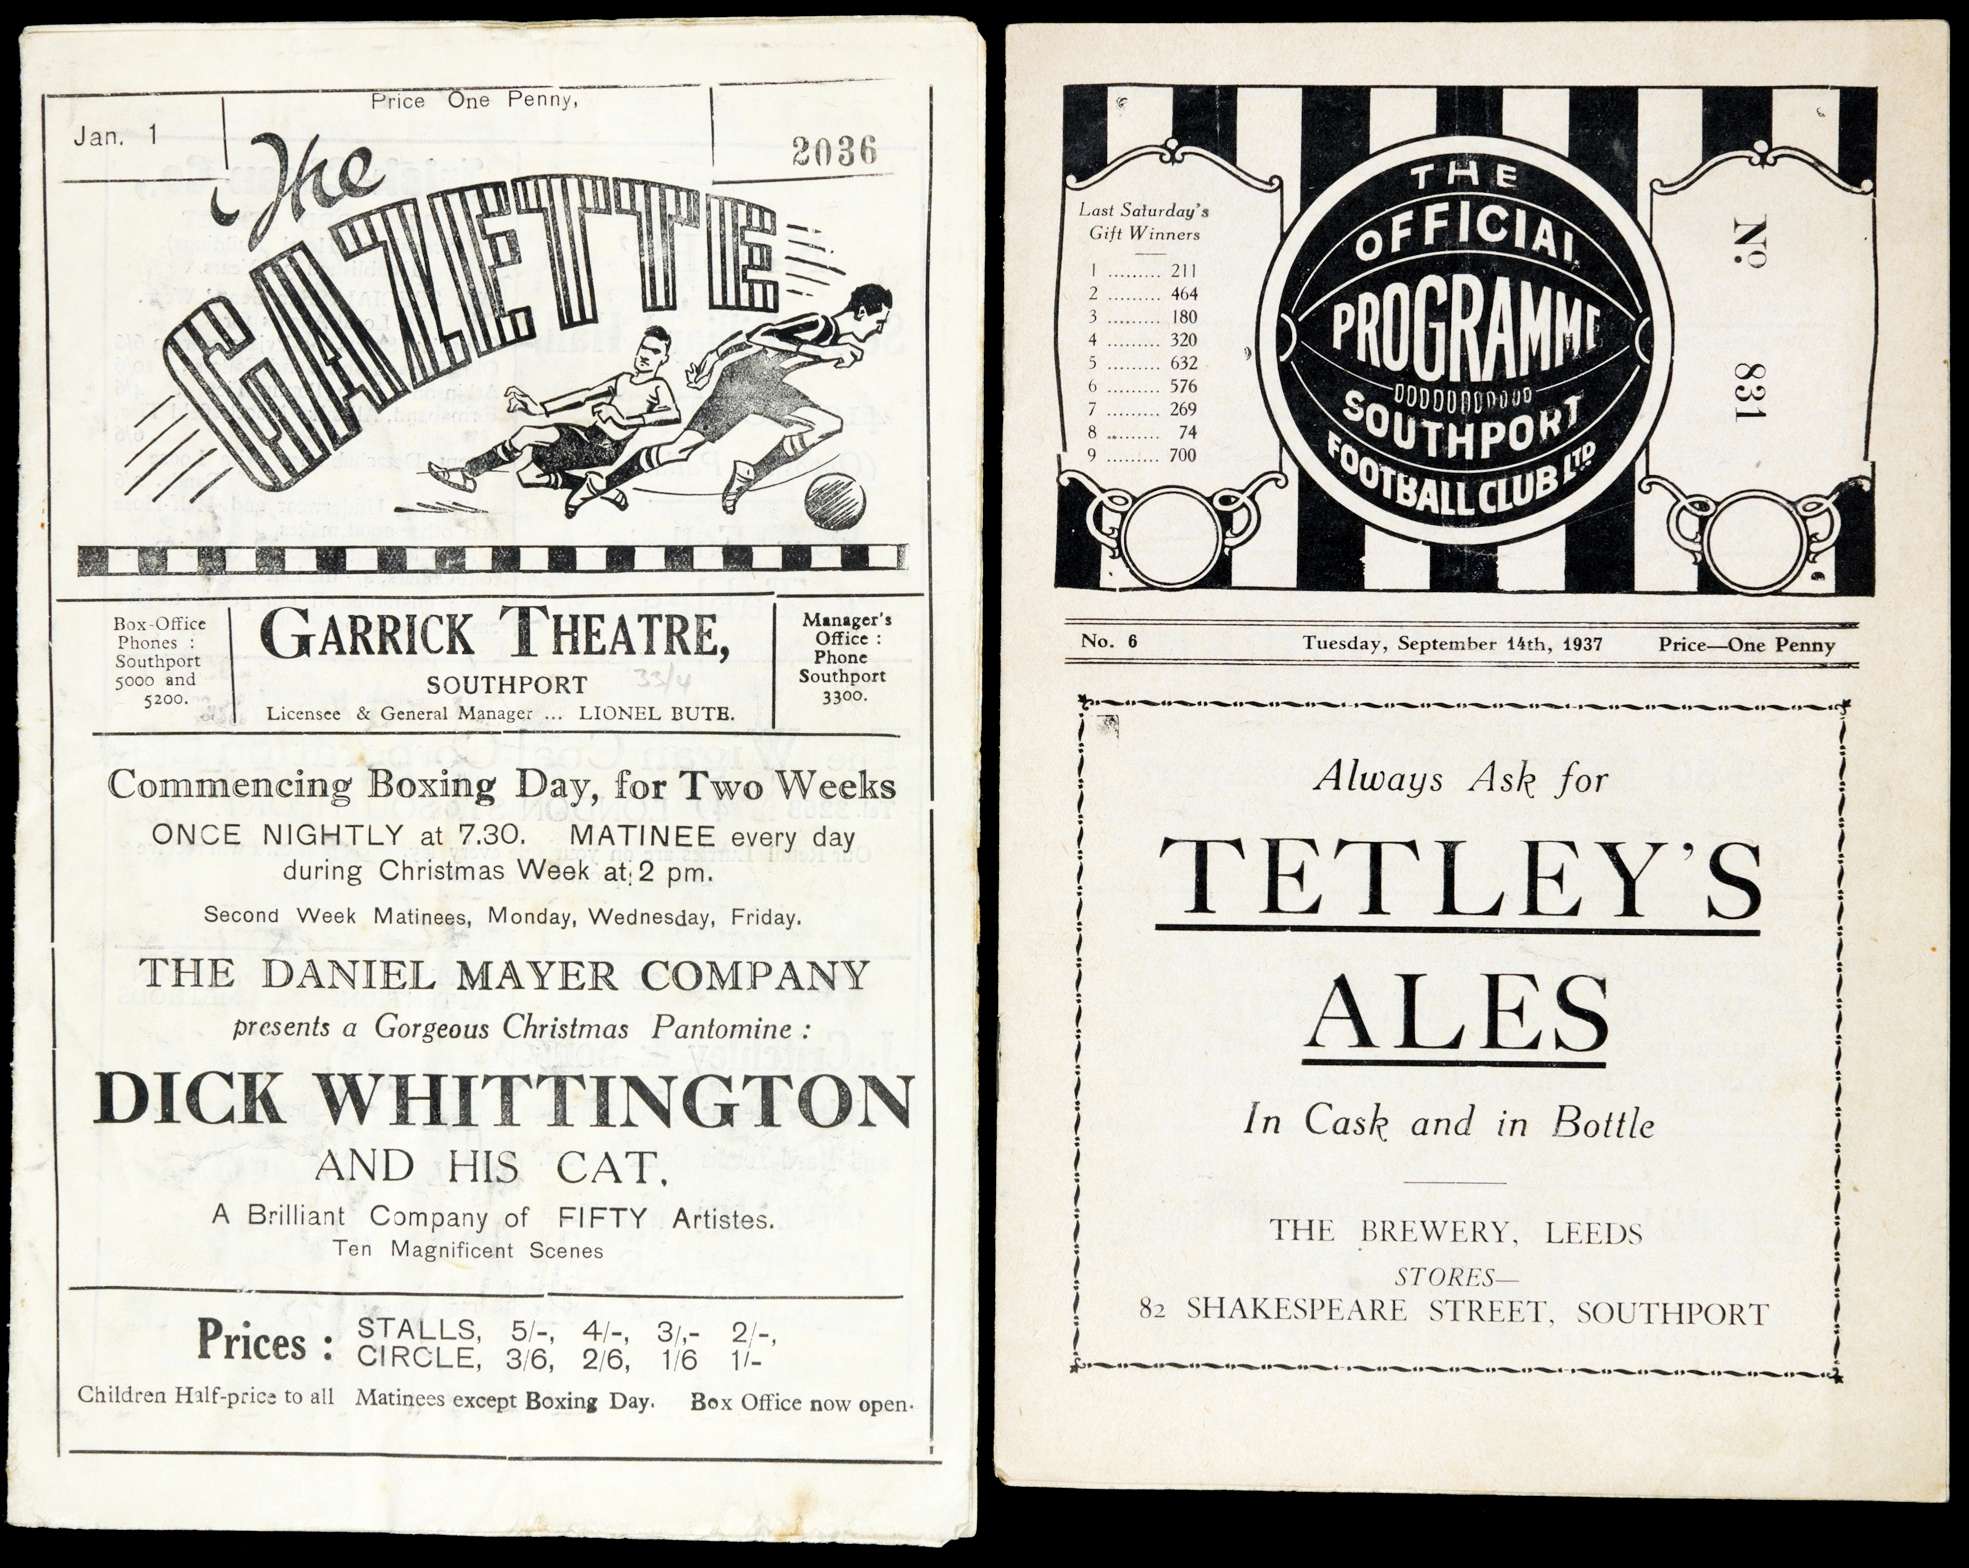 Price One Penny,
Jan. 1
2036
The
GAZETTE
Box-Office
Phones :
Southport
5000 and
5200.
GARRICK THEATRE,
SOUTHPORT
33/4
Licensee & General Manager ... LIONEL BUTE.
Manager's
Office :
Phone
Southport
3300.
Commencing Boxing Day, for Two Weeks
ONCE NIGHTLY at 7.30. MATINEE every day
during Christmas Week at 2 pm.
Second Week Matinees, Monday, Wednesday, Friday.
THE DANIEL MAYER COMPANY
presents a Gorgeous Christmas Pantomine :
DICK WHITTINGTON
AND HIS CAT.
A Brilliant Company of FIFTY Artistes.
Ten Magnificent Scenes
Prices : STALLS, 5/-, 4/-, 3/,- 2/-,
CIRCLE, 3/6, 2/6, 1/6 1/-
Children Half-price to all Matinees except Boxing Day. Box Office now open.
Last Saturday's
Gift Winners
1 ......... 211
2 ......... 464
3 ......... 180
4 ......... 320
5 ......... 632
6 ......... 576
7 ......... 269
8 ......... 74
9 ......... 700
THE
OFFICIAL
PROGRAMME
SOUTHPORT
FOOTBALL CLUB LTD
No. 831
No. 6 Tuesday, September 14th, 1937 Price—One Penny
Always Ask for
TETLEY'S
ALES
In Cask and in Bottle
THE BREWERY, LEEDS
STORES—
82 SHAKESPEARE STREET, SOUTHPORT